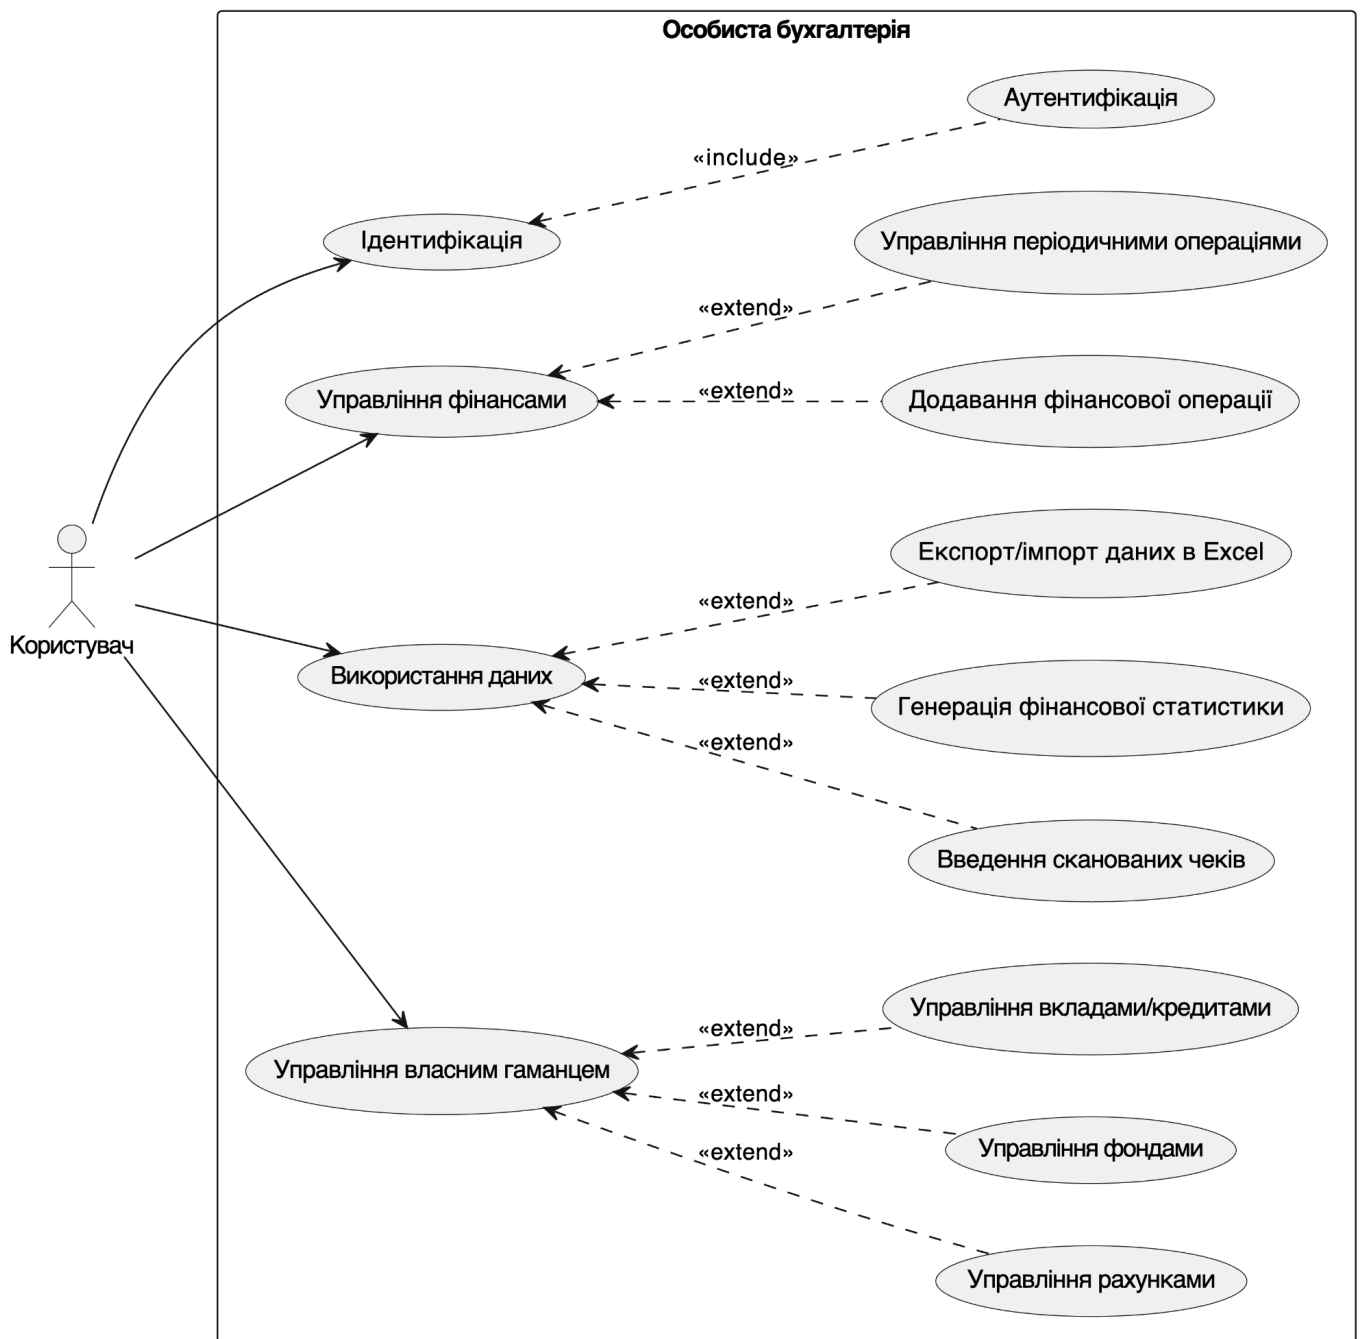 Особиста бухгалтерія
Аутентифікація
«include»
Ідентифікація
Управління періодичними операціями
«extend»
Управління фінансами
«extend»
Додавання фінансової операції
Експорт/імпорт даних в Excel
«extend»
Користувач
Використання даних
«extend»
Генерація фінансової статистики
«extend»
Введення сканованих чеків
Управління вкладами/кредитами
«extend»
Управління власним гаманцем
«extend»
Управління фондами
«extend»
Управління рахунками